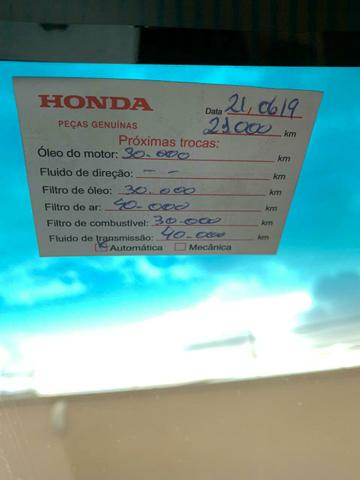 HONDA
PEÇAS GENUÍNAS
Data 21,06,19
21000 km
Próximas trocas:
Óleo do motor: 30.000 km
Fluido de direção: - - km
Filtro de óleo: 30.000 km
Filtro de ar: 40.000 km
Filtro de combustível: 30.000 km
Fluido de transmissão: 40.000 km
Automática Mecânica